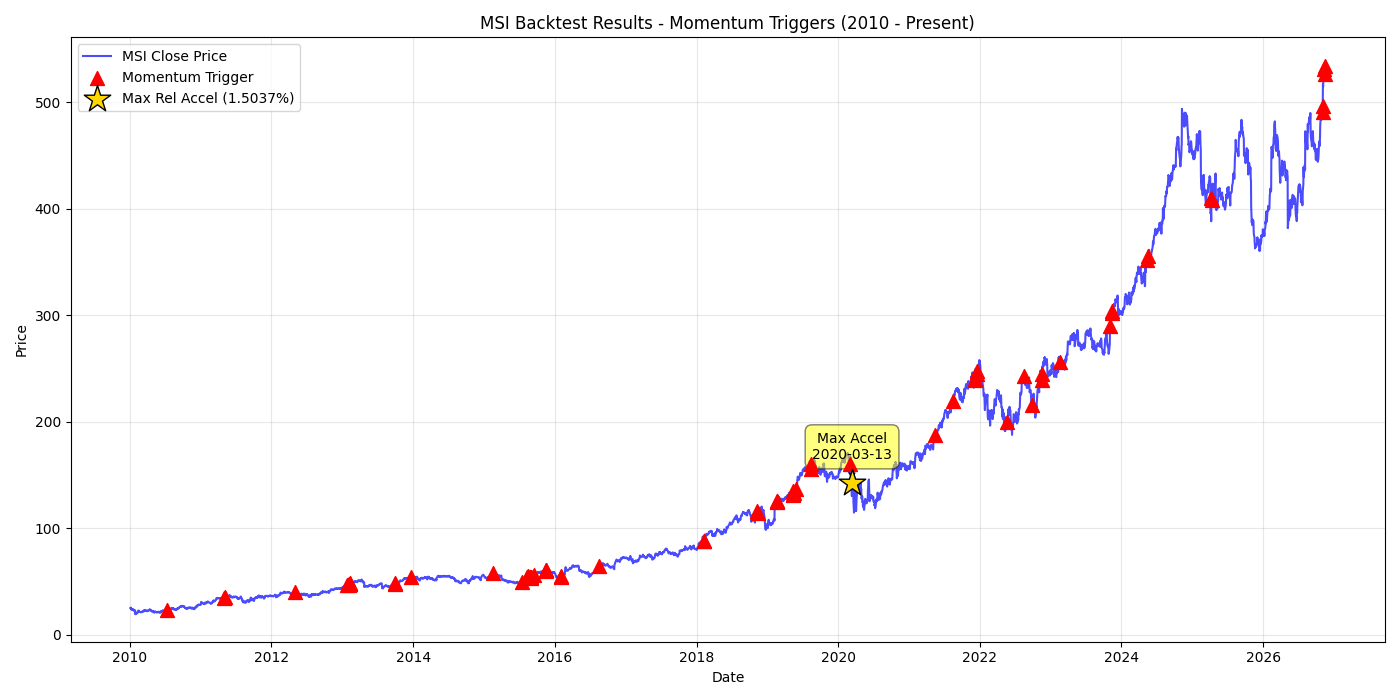 MSI Backtest Results - Momentum Triggers (2010 - Present)
MSI Close Price
Momentum Trigger
Max Rel Accel (1.5037%)
Price
500
400
300
200
100
0
Max Accel
2020-03-13
2010 2012 2014 2016 2018 2020 2022 2024 2026
Date